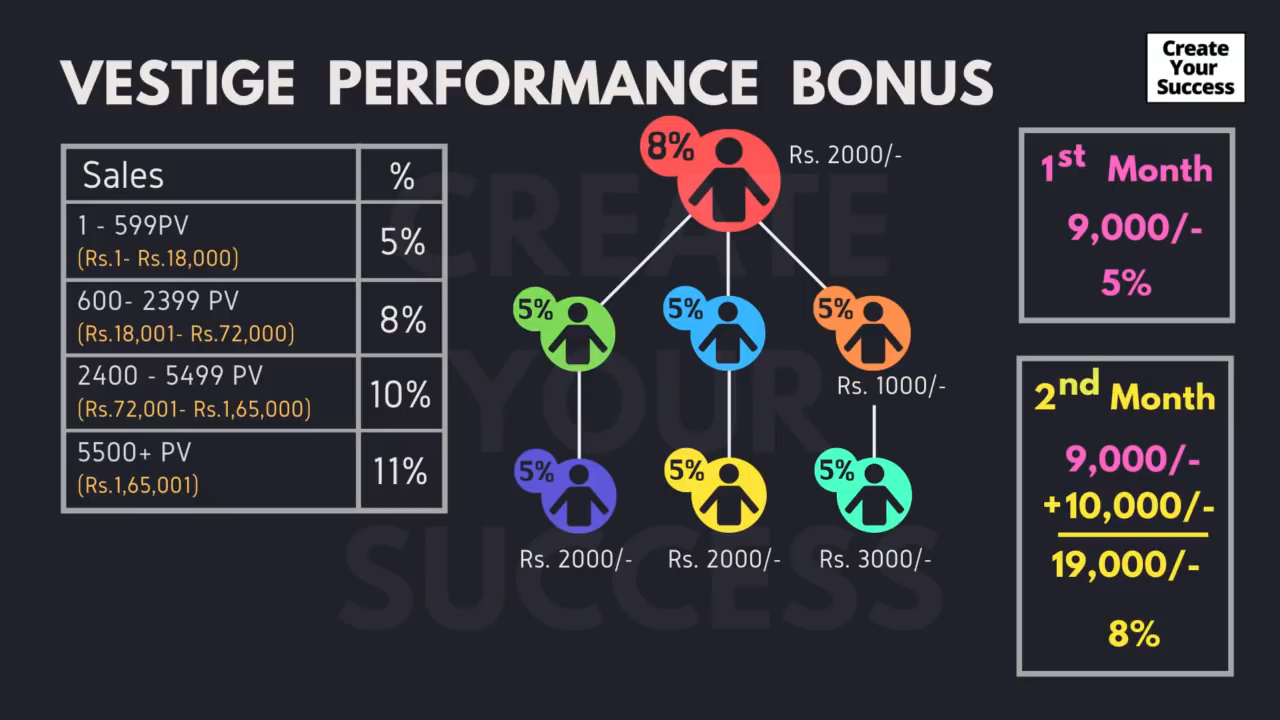 VESTIGE PERFORMANCE BONUS
Create
Your
Success
Sales %
1 - 599PV
(Rs.1- Rs.18,000)
5%
600- 2399 PV
(Rs.18,001- Rs.72,000)
8%
2400 - 5499 PV
(Rs.72,001- Rs.1,65,000)
10%
5500+ PV
(Rs.1,65,001)
11%
8%
Rs. 2000/-
5% 5% 5%
Rs. 1000/-
5% 5% 5%
Rs. 2000/- Rs. 2000/- Rs. 3000/-
1st Month
9,000/-
5%
2nd Month
9,000/-
+10,000/-
19,000/-
8%
CREATE
YOUR
SUCCESS